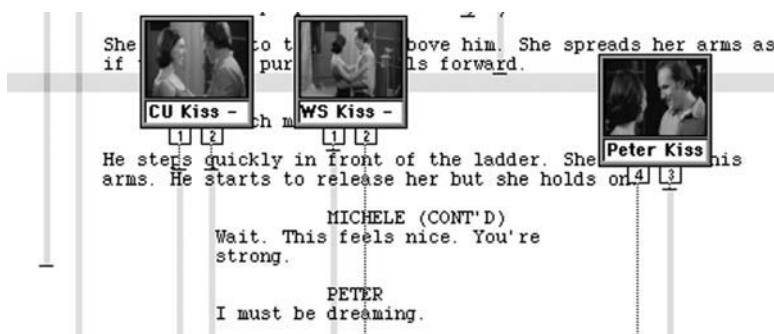 She to t bove him. She spreads her arms as
if pur ls forward.
CU Kiss –
WS Kiss –
ch m
1 2
1 2
Peter Kiss
He steps quickly in front of the ladder. She his
4 3
arms. He starts to release her but she holds on.
MICHELE (CONT'D)
Wait. This feels nice. You're
strong.
PETER
I must be dreaming.